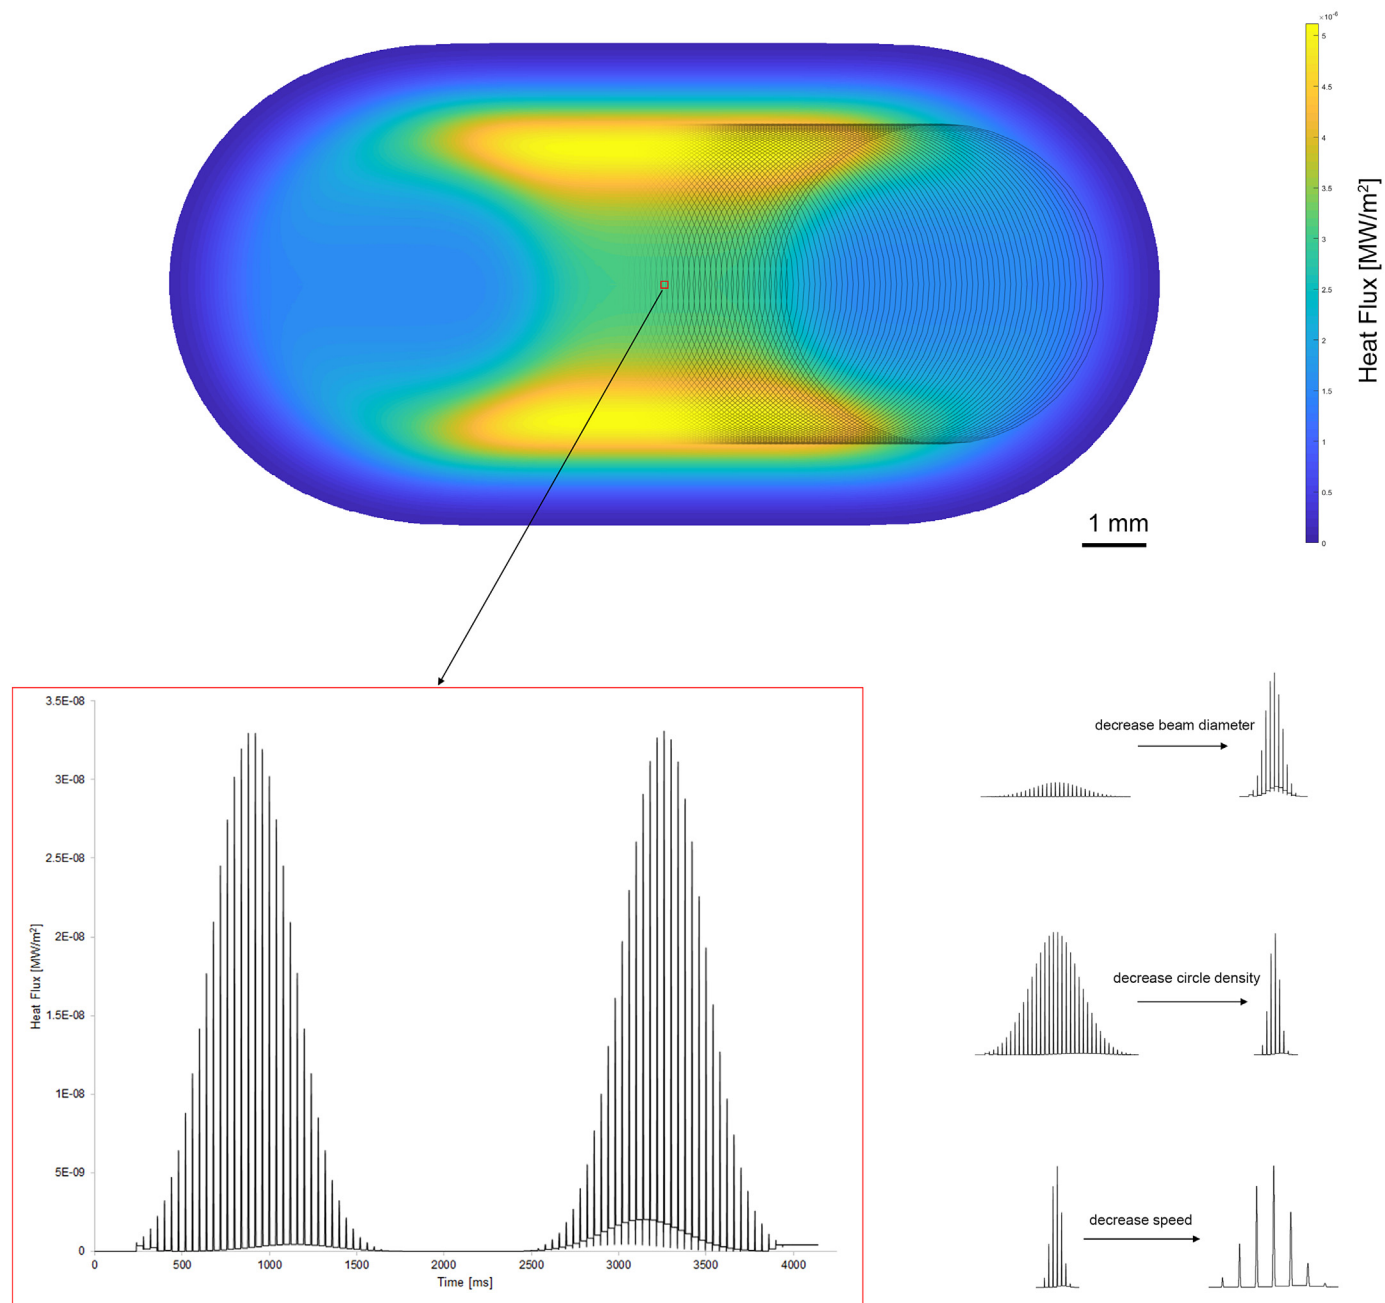 ×10⁻⁶
5
4.5
4
3.5
3
2.5
2
1.5
1
0.5
0
Heat Flux [MW/m²]
1 mm
3.5E-08
3E-08
2.5E-08
2E-08
1.5E-08
1E-08
5E-09
0
Heat Flux [MW/m²]
0 500 1000 1500 2000 2500 3000 3500 4000
Time [ms]
decrease beam diameter
decrease circle density
decrease speed